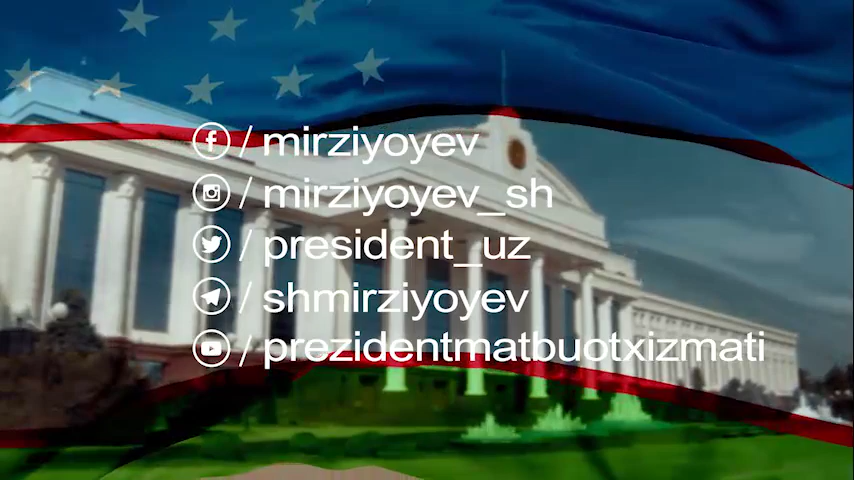 / mirziyoyev
/ mirziyoyev_sh
/ president_uz
/ shmirziyoyev
/ prezidentmatbuotxizmati